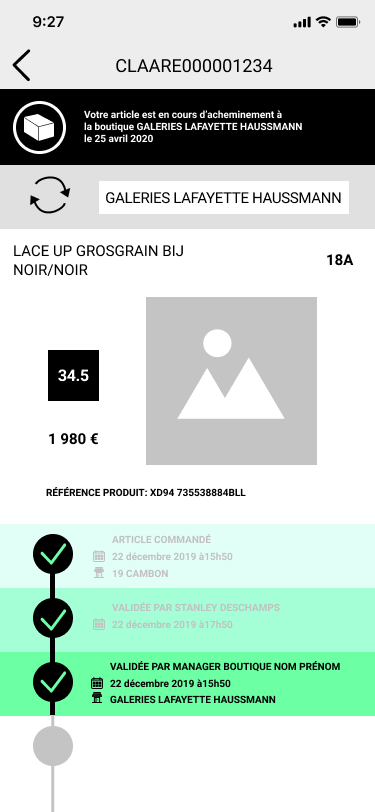 9:27
CLAARE000001234
Votre article est en cours d'acheminement à
la boutique GALERIES LAFAYETTE HAUSSMANN
le 25 avril 2020
GALERIES LAFAYETTE HAUSSMANN
LACE UP GROSGRAIN BIJ
NOIR/NOIR
18A
34.5
1 980 €
RÉFÉRENCE PRODUIT: XD94 735538884BLL
ARTICLE COMMANDÉ
22 décembre 2019 à15h50
19 CAMBON
VALIDÉE PAR STANLEY DESCHAMPS
22 décembre 2019 à17h50
VALIDÉE PAR MANAGER BOUTIQUE NOM PRÉNOM
22 décembre 2019 à15h50
GALERIES LAFAYETTE HAUSSMANN